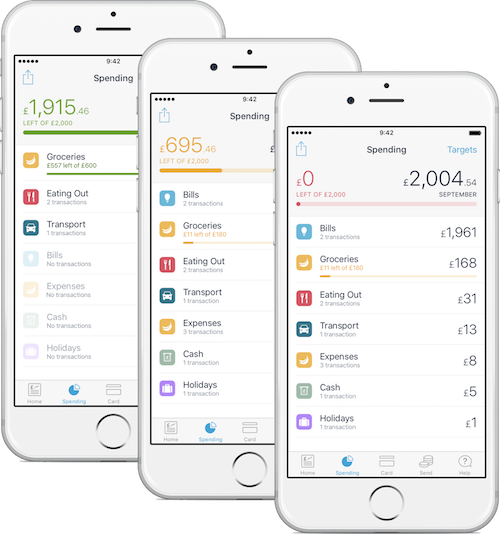 9:42
Spending
£1,915.46
LEFT OF £2,000
Groceries
£557 left of £600
Eating Out
2 transactions
Transport
1 transactions
Bills
No transactions
Expenses
No transactions
Cash
No transactions
Holidays
No transactions
Home
Spending
Card
9:42
Spending
£695.46
LEFT OF £2,000
£
Bills
2 transactions
Groceries
£11 left of £180
Eating Out
2 transactions
Transport
1 transaction
Expenses
3 transactions
Cash
1 transaction
Holidays
1 transaction
Home
Spending
Card
9:42
Spending
Targets
£0
£2,004.54
LEFT OF £2,000
SEPTEMBER
Bills
2 transactions
£1,961
Groceries
£11 left of £180
£168
Eating Out
2 transactions
£31
Transport
1 transaction
£13
Expenses
3 transactions
£8
Cash
1 transaction
£5
Holidays
1 transaction
£1
Home
Spending
Card
Send
Help